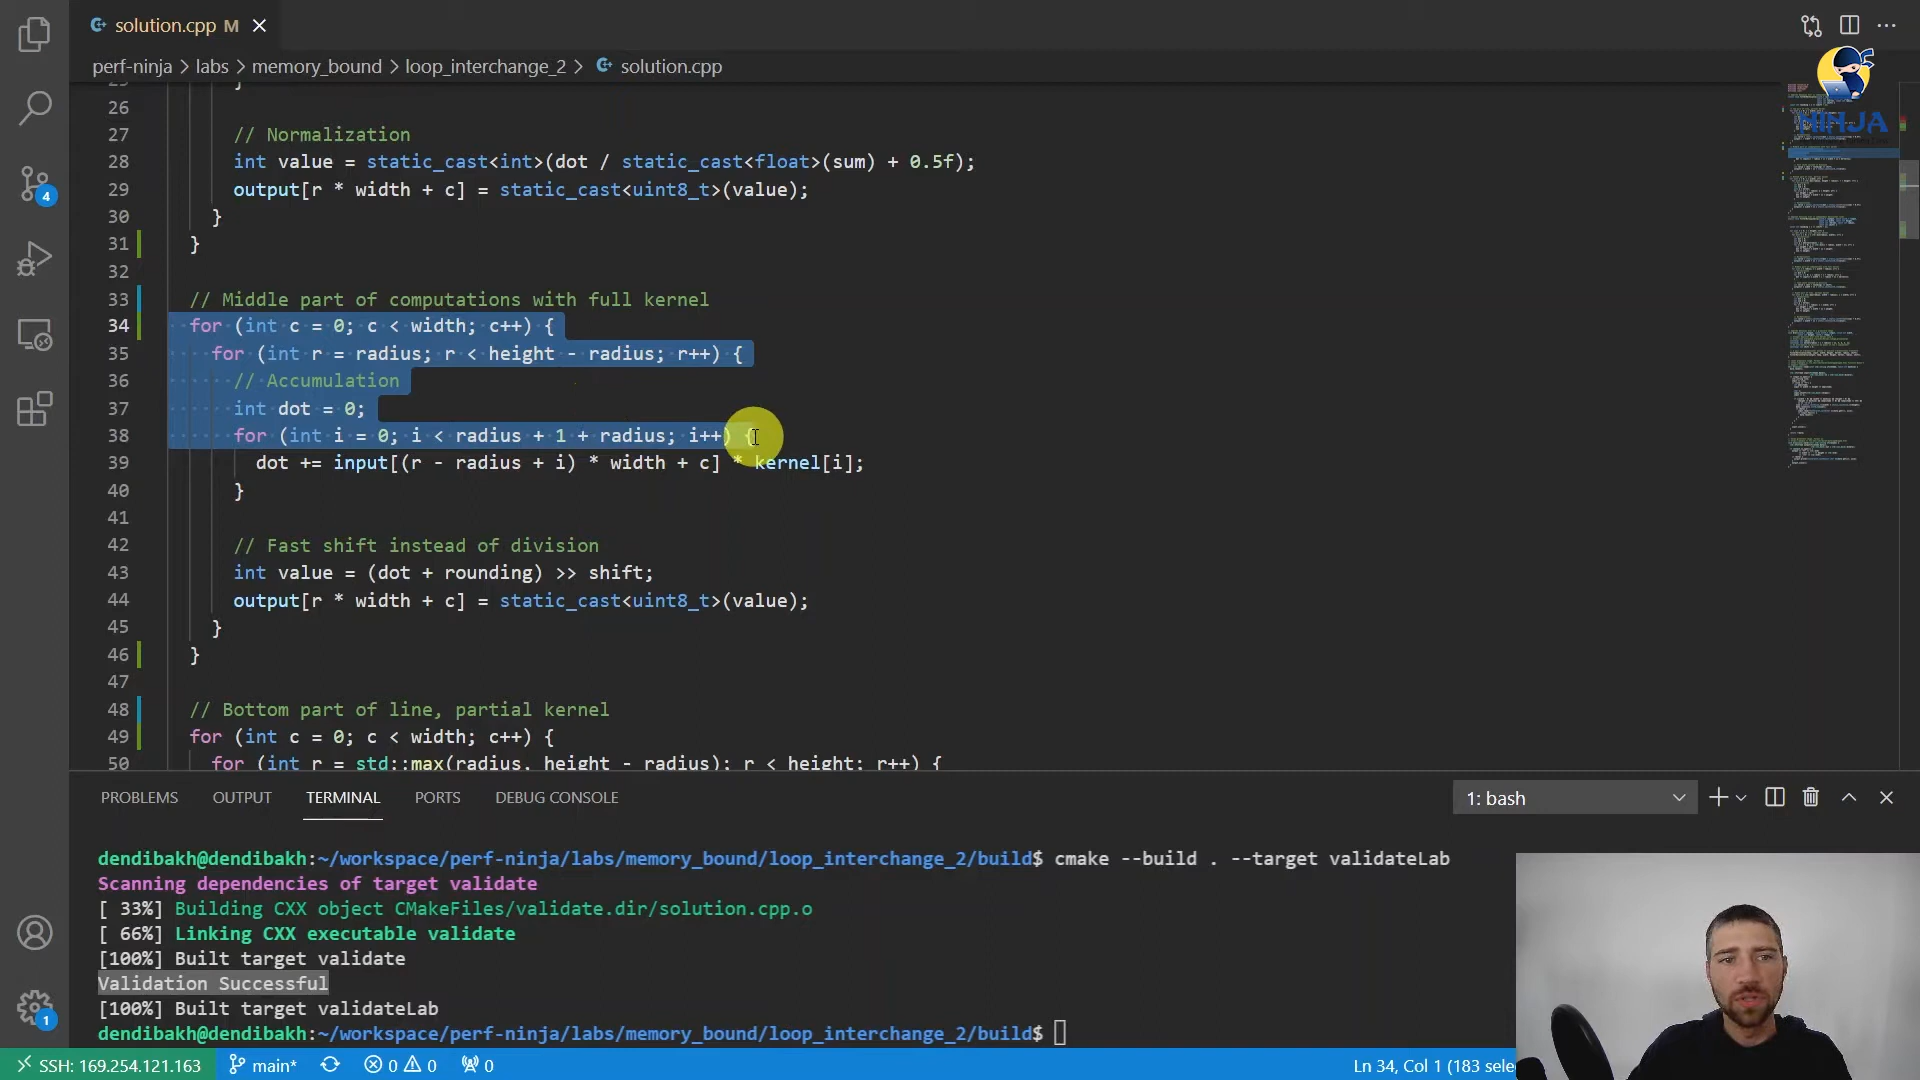 solution.cpp M
perf-ninja > labs > memory_bound > loop_interchange_2 > solution.cpp
NINJA
25 }
26
27 // Normalization
28 int value = static_cast<int>(dot / static_cast<float>(sum) + 0.5f);
29 output[r * width + c] = static_cast<uint8_t>(value);
30 }
31 }
32
33 // Middle part of computations with full kernel
34 for (int c = 0; c < width; c++) {
35 for (int r = radius; r < height - radius; r++) {
36 // Accumulation
37 int dot = 0;
38 for (int i = 0; i < radius + 1 + radius; i++) {
39 dot += input[(r - radius + i) * width + c] * kernel[i];
40 }
41
42 // Fast shift instead of division
43 int value = (dot + rounding) >> shift;
44 output[r * width + c] = static_cast<uint8_t>(value);
45 }
46 }
47
48 // Bottom part of line, partial kernel
49 for (int c = 0; c < width; c++) {
50 for (int r = std::max(radius, height - radius); r < height; r++) {
4
1
PROBLEMS OUTPUT TERMINAL PORTS DEBUG CONSOLE 1: bash
dendibakh@dendibakh:~/workspace/perf-ninja/labs/memory_bound/loop_interchange_2/build$ cmake --build . --target validateLab
Scanning dependencies of target validate
[ 33%] Building CXX object CMakeFiles/validate.dir/solution.cpp.o
[ 66%] Linking CXX executable validate
[100%] Built target validate
Validation Successful
[100%] Built target validateLab
dendibakh@dendibakh:~/workspace/perf-ninja/labs/memory_bound/loop_interchange_2/build$
SSH: 169.254.121.163 main* 0 0 0 Ln 34, Col 1 (183 sele